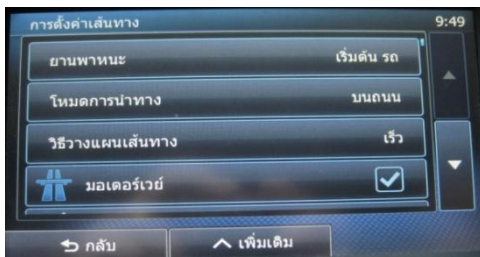 การตั้งค่าเส้นทาง 9:49
ยานพาหนะ เริ่มต้น รถ
โหมดการนำทาง บนถนน
วิธีวางแผนเส้นทาง เร็ว
มอเตอร์เวย์
กลับ เพิ่มเติม